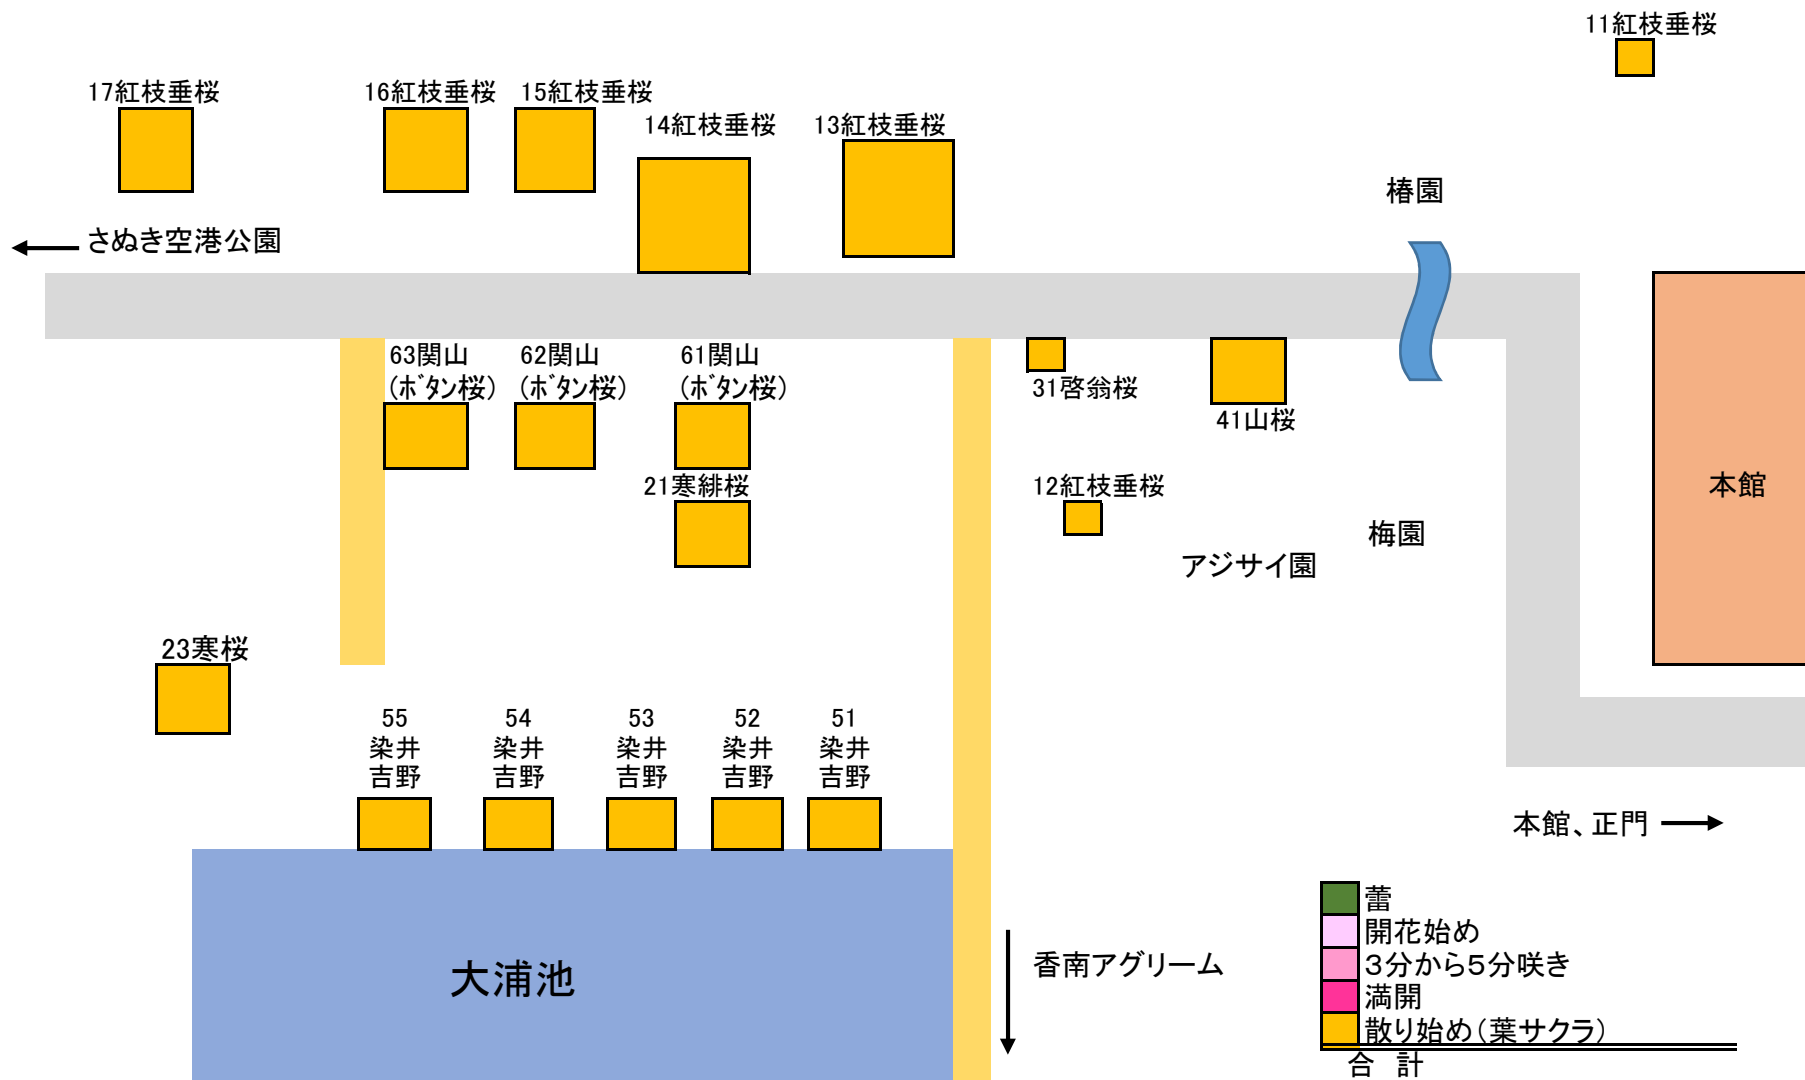 11紅枝垂桜
17紅枝垂桜
16紅枝垂桜
15紅枝垂桜
14紅枝垂桜
13紅枝垂桜
椿園
さぬき空港公園
63関山
(ﾎﾞﾀﾝ桜)
62関山
(ﾎﾞﾀﾝ桜)
61関山
(ﾎﾞﾀﾝ桜)
31啓翁桜
41山桜
21寒緋桜
12紅枝垂桜
本館
梅園
アジサイ園
23寒桜
55
染井
吉野
54
染井
吉野
53
染井
吉野
52
染井
吉野
51
染井
吉野
本館、正門
大浦池
香南アグリーム
蕾
開花始め
３分から５分咲き
満開
散り始め(葉サクラ)
合 計